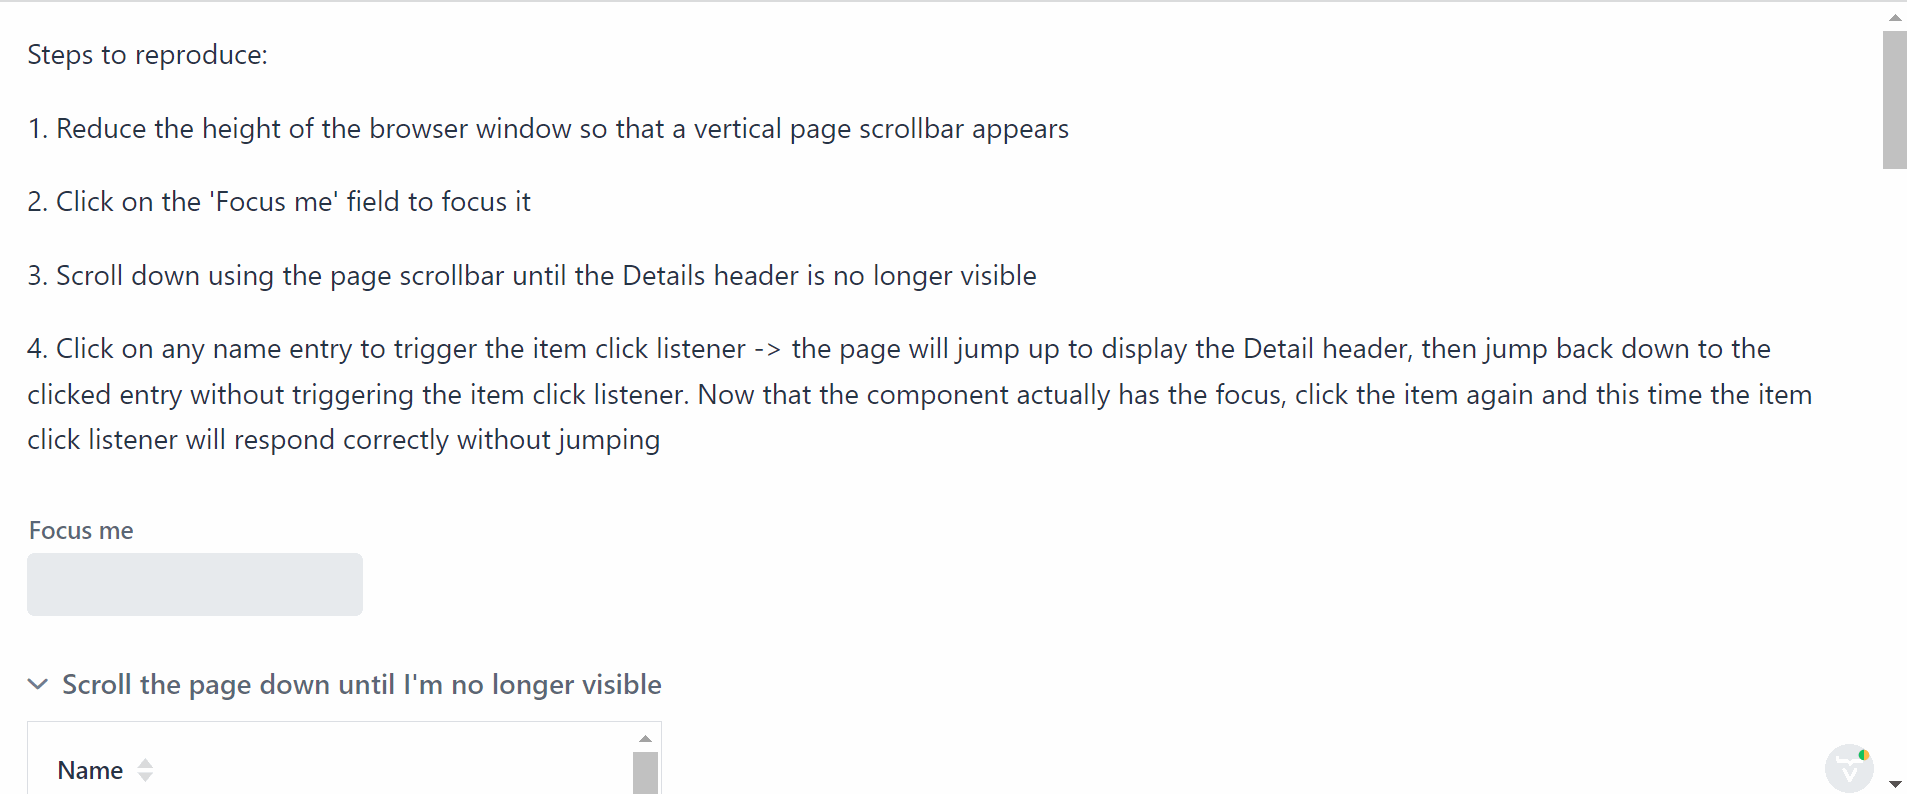 Steps to reproduce:
1. Reduce the height of the browser window so that a vertical page scrollbar appears
2. Click on the 'Focus me' field to focus it
3. Scroll down using the page scrollbar until the Details header is no longer visible
4. Click on any name entry to trigger the item click listener -> the page will jump up to display the Detail header, then jump back down to the
clicked entry without triggering the item click listener. Now that the component actually has the focus, click the item again and this time the item
click listener will respond correctly without jumping
Focus me
Scroll the page down until I'm no longer visible
Name